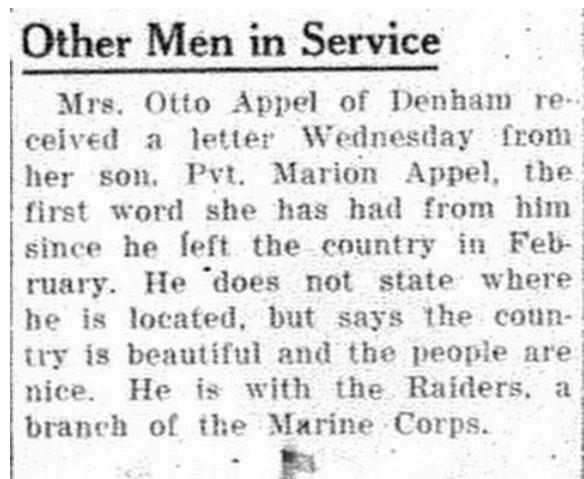 Other Men in Service
Mrs. Otto Appel of Denham re-
ceived a letter Wednesday from
her son, Pvt. Marion Appel, the
first word she has had from him
since he left the country in Feb-
ruary. He does not state where
he is located, but says the coun-
try is beautiful and the people are
nice. He is with the Raiders, a
branch of the Marine Corps.